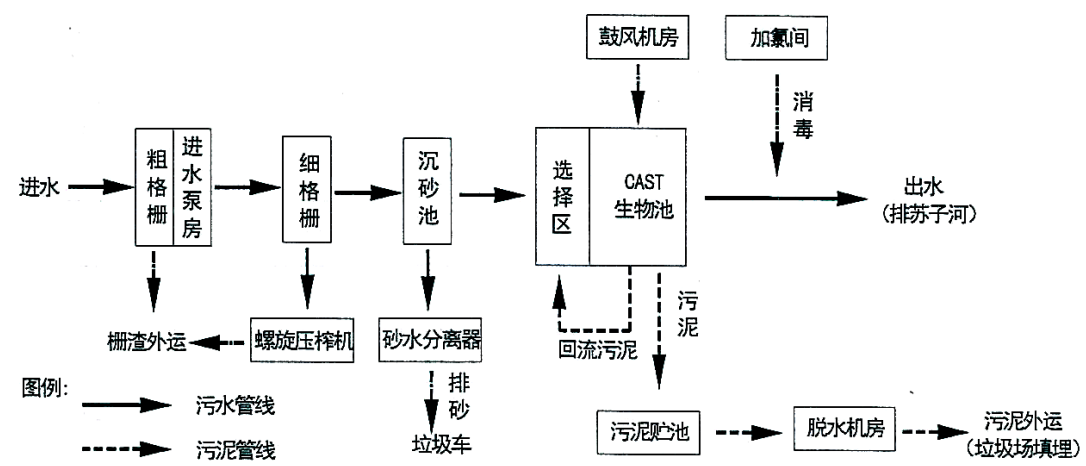 鼓风机房
加氯间
消毒
进水
粗格栅
进水泵房
细格栅
沉砂池
选择区
CAST
生物池
出水
(排苏子河)
栅渣外运
螺旋压榨机
砂水分离器
回流污泥
污泥
图例:
污水管线
污泥管线
排砂
垃圾车
污泥贮池
脱水机房
污泥外运
(垃圾场填埋)